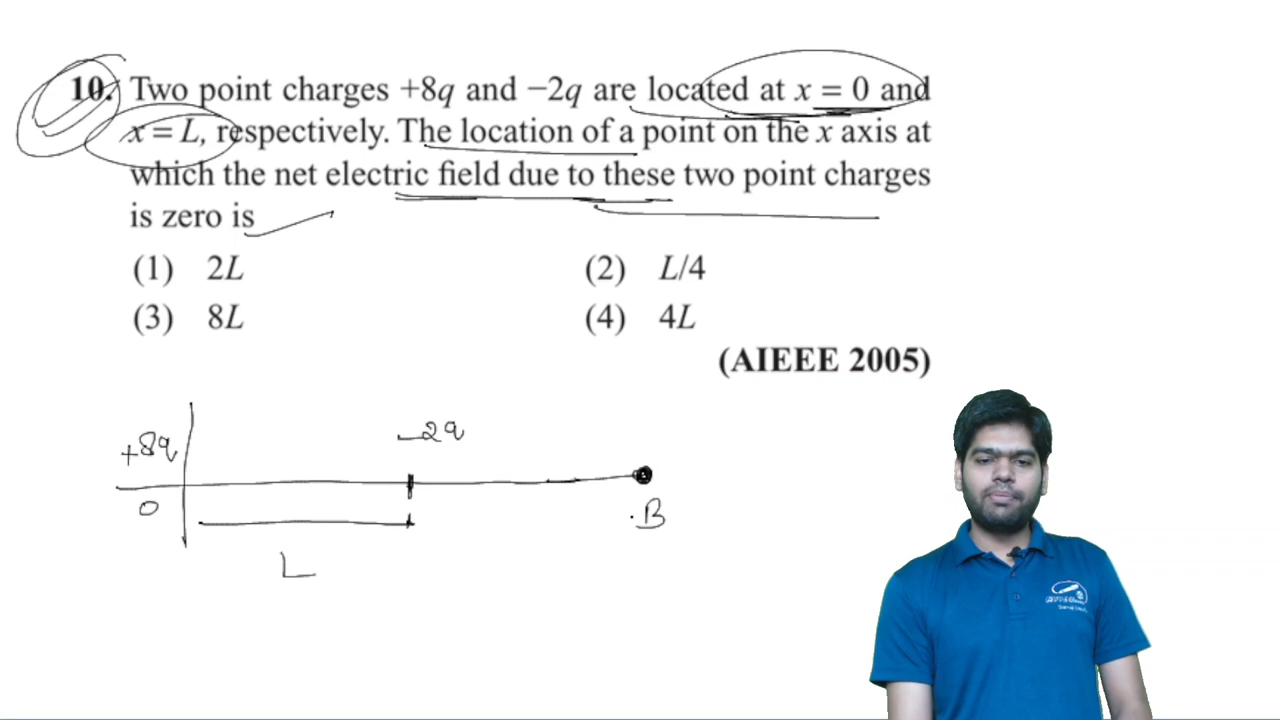 10. Two point charges +8q and −2q are located at x = 0 and
x = L, respectively. The location of a point on the x axis at
which the net electric field due to these two point charges
is zero is
(1) 2L (2) L/4
(3) 8L (4) 4L
(AIEEE 2005)
+8q −2q
0 .B
L